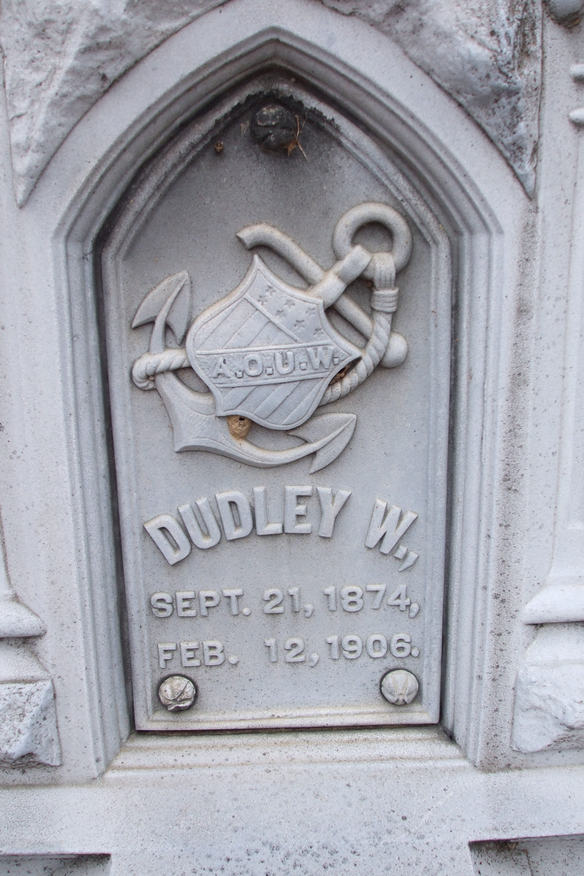 A.O.U.W.
DUDLEY W.,
SEPT. 21, 1874,
FEB. 12, 1906.